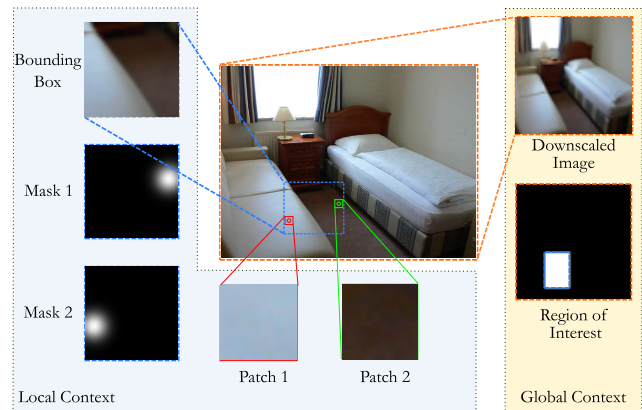 Bounding
Box
Mask 1
Mask 2
Patch 1
Patch 2
Local Context
Downscaled
Image
Region of
Interest
Global Context